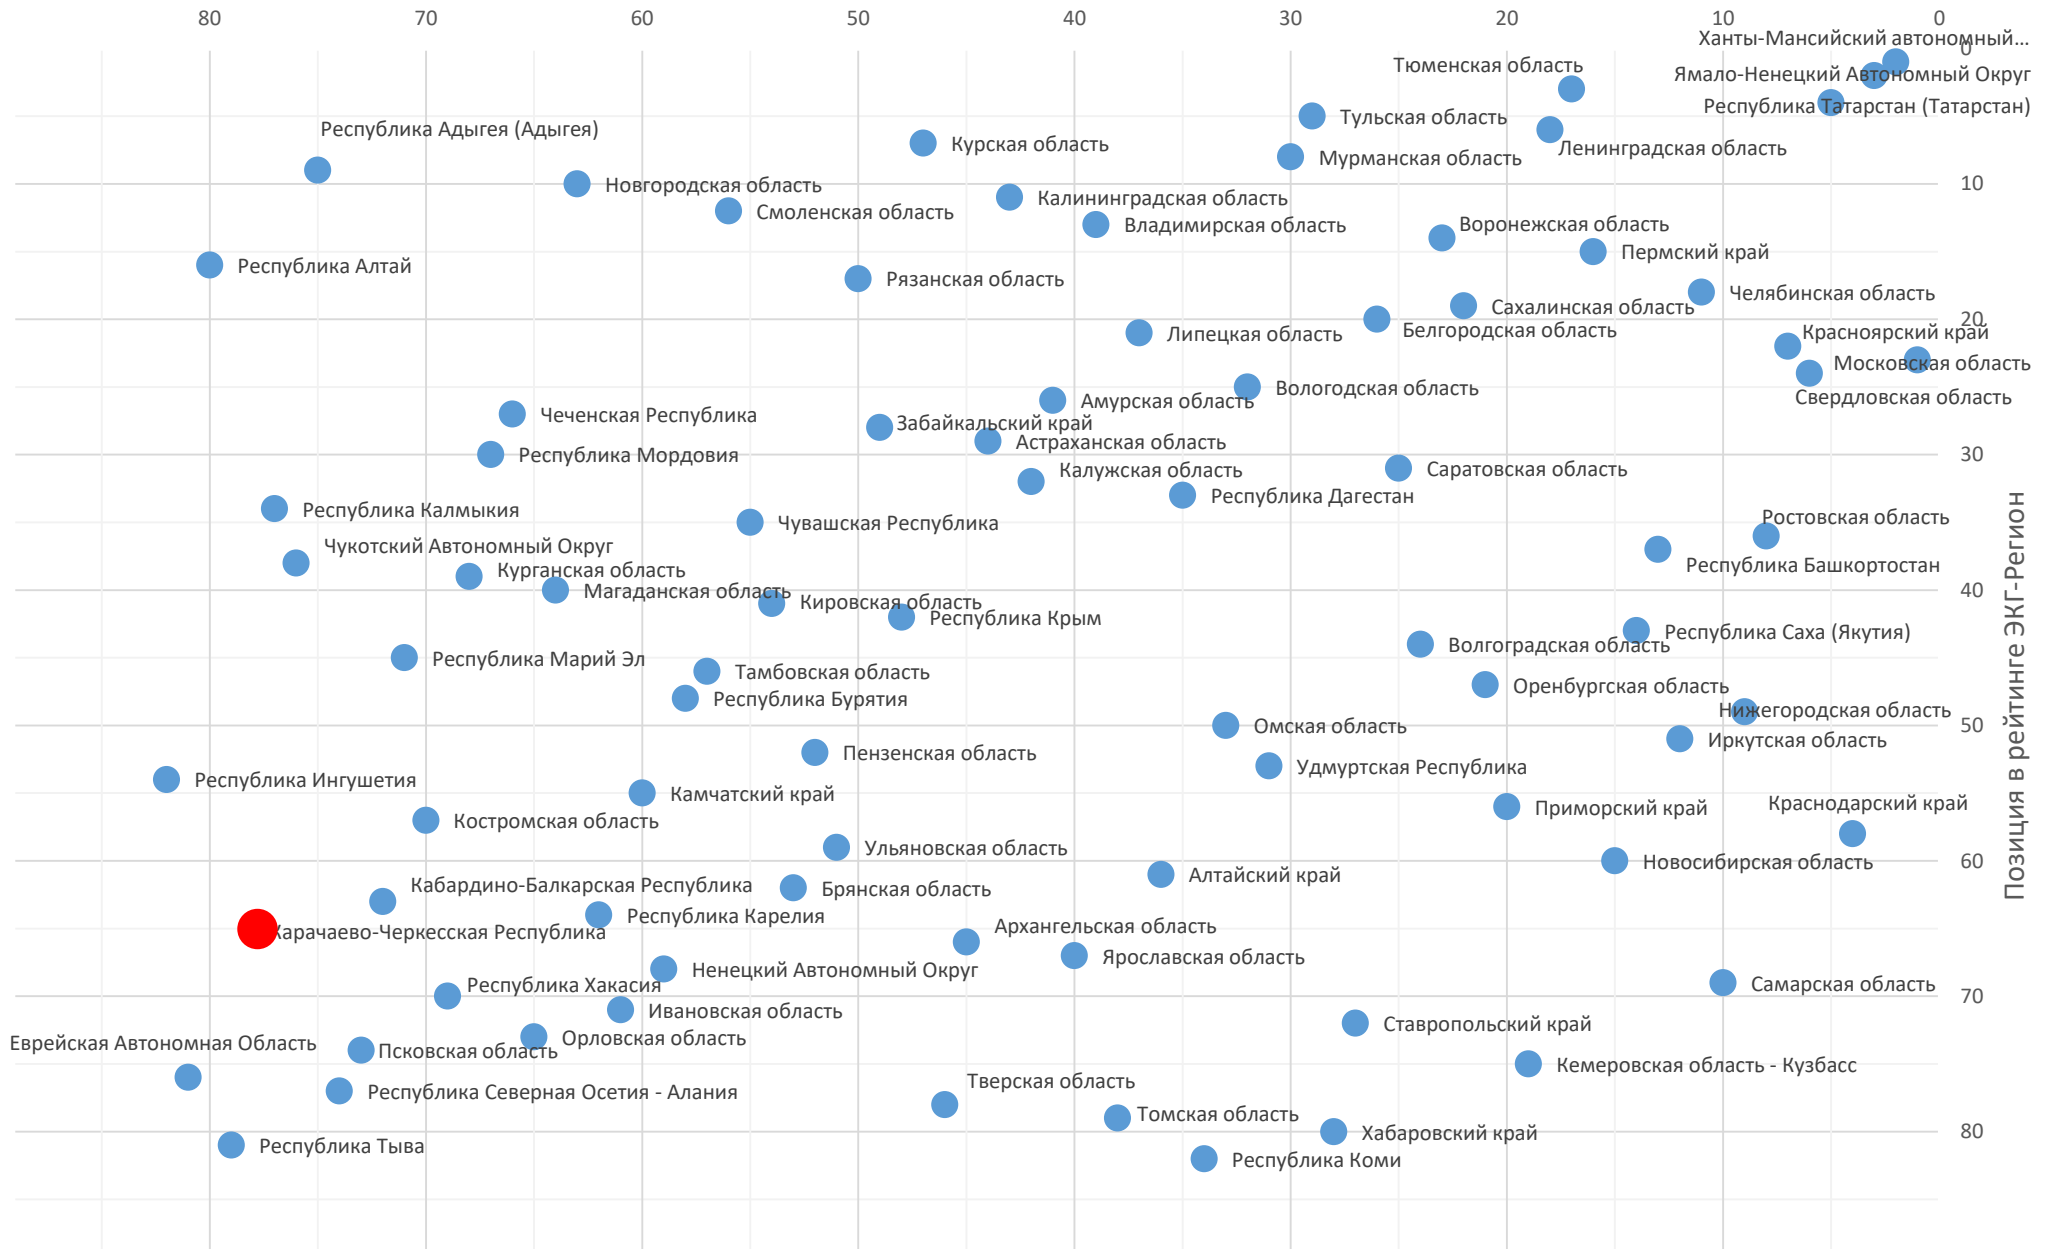 80 70 60 50 40 30 20 10 0
Ханты-Мансийский автономный...
0
Тюменская область
Ямало-Ненецкий Автономный Округ
Республика Татарстан (Татарстан)
Тульская область
Республика Адыгея (Адыгея)
Курская область
Ленинградская область
Мурманская область
Новгородская область
10
Калининградская область
Смоленская область
Владимирская область
Воронежская область
Пермский край
Республика Алтай
Рязанская область
Челябинская область
Сахалинская область
20
Белгородская область
Липецкая область
Красноярский край
Московская область
Вологодская область
Свердловская область
Амурская область
Чеченская Республика
Забайкальский край
Астраханская область
Республика Мордовия
30
Калужская область
Саратовская область
Республика Дагестан
Республика Калмыкия
Ростовская область
Чувашская Республика
Чукотский Автономный Округ
Республика Башкортостан
Курганская область
Магаданская область
40
Кировская область
Республика Крым
Республика Саха (Якутия)
Волгоградская область
Республика Марий Эл
Тамбовская область
Оренбургская область
Республика Бурятия
Нижегородская область
Омская область
50
Иркутская область
Пензенская область
Удмуртская Республика
Республика Ингушетия
Камчатский край
Краснодарский край
Приморский край
Костромская область
Ульяновская область
60
Новосибирская область
Алтайский край
Кабардино-Балкарская Республика
Брянская область
Республика Карелия
Архангельская область
Карачаево-Черкесская Республика
Ярославская область
Ненецкий Автономный Округ
Республика Хакасия
Самарская область
70
Ивановская область
Ставропольский край
Орловская область
Еврейская Автономная Область
Псковская область
Кемеровская область - Кузбасс
Республика Северная Осетия - Алания
Тверская область
Томская область
Хабаровский край
80
Республика Тыва
Республика Коми
Позиция в рейтинге ЭКГ-Регион